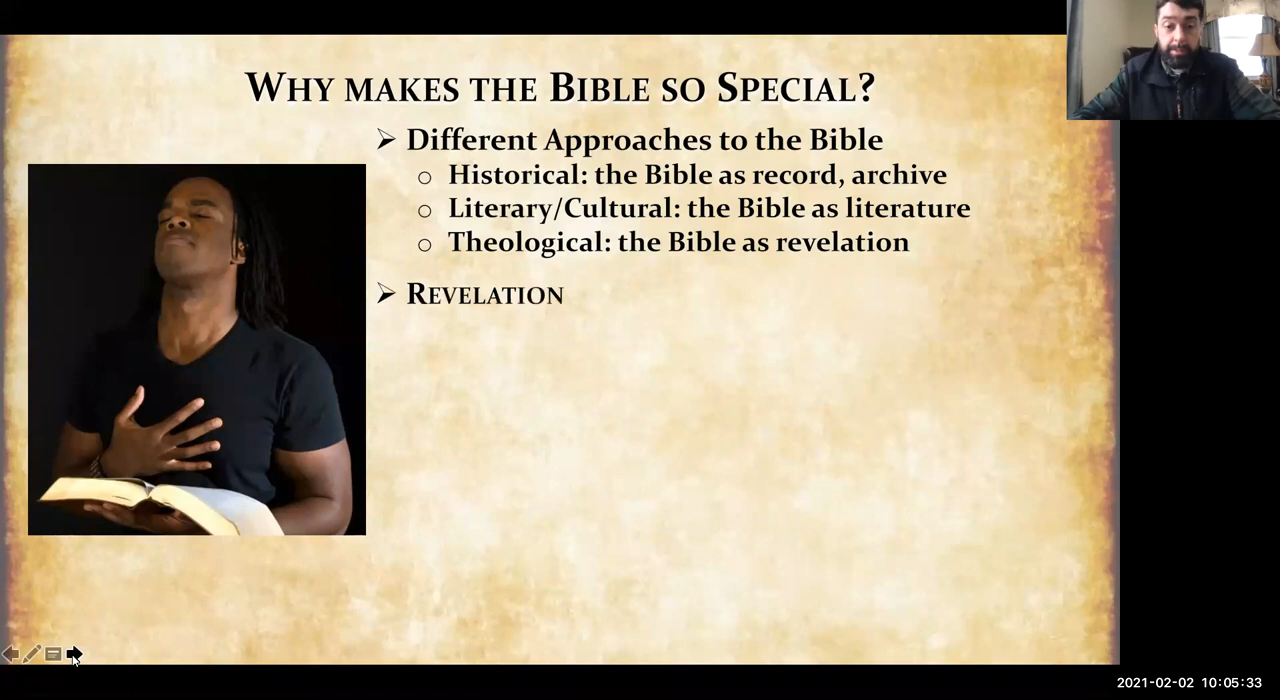 WHY MAKES THE BIBLE SO SPECIAL?
➢ Different Approaches to the Bible
○ Historical: the Bible as record, archive
○ Literary/Cultural: the Bible as literature
○ Theological: the Bible as revelation
➢ REVELATION
2021-02-02 10:05:33